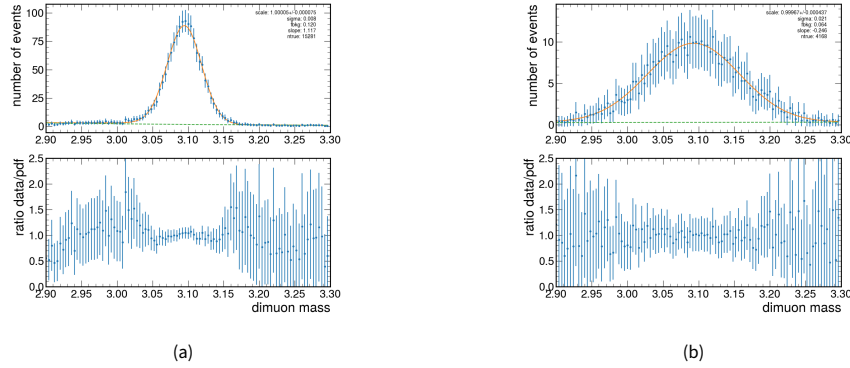 scale: 1.00005+/-0.000075
sigma: 0.008
fbkg: 0.120
slope: 1.117
ntrue: 15281
number of events
100
75
50
25
0
2.90 2.95 3.00 3.05 3.10 3.15 3.20 3.25 3.30
ratio data/pdf
2.5
2.0
1.5
1.0
0.5
0.0
2.90 2.95 3.00 3.05 3.10 3.15 3.20 3.25 3.30
dimuon mass
(a)
scale: 0.99967+/-0.000437
sigma: 0.021
fbkg: 0.064
slope: -0.246
ntrue: 4168
number of events
10
5
0
2.90 2.95 3.00 3.05 3.10 3.15 3.20 3.25 3.30
ratio data/pdf
2.5
2.0
1.5
1.0
0.5
0.0
2.90 2.95 3.00 3.05 3.10 3.15 3.20 3.25 3.30
dimuon mass
(b)